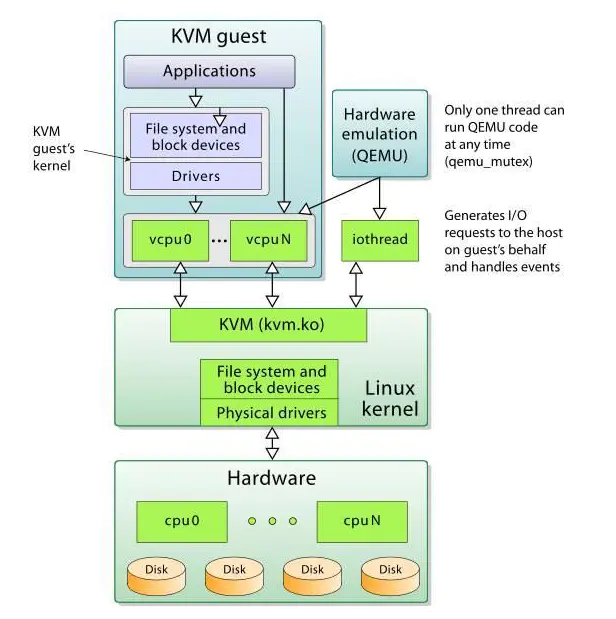 KVM guest
Applications
File system and
block devices
Drivers
KVM
guest's
kernel
Hardware
emulation
(QEMU)
Only one thread can
run QEMU code
at any time
(qemu_mutex)
vcpu0 ... vcpuN
iothread
Generates I/O
requests to the host
on guest's behalf
and handles events
KVM (kvm.ko)
File system and
block devices
Physical drivers
Linux
kernel
Hardware
cpu0
cpuN
Disk
Disk
Disk
Disk